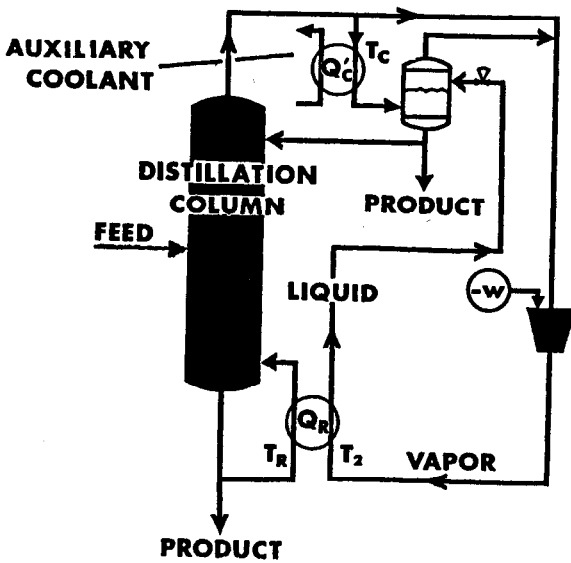 AUXILIARY
COOLANT
Q'C
TC
DISTILLATION
COLUMN
PRODUCT
FEED
LIQUID
-w
QR
TR
T2
VAPOR
PRODUCT